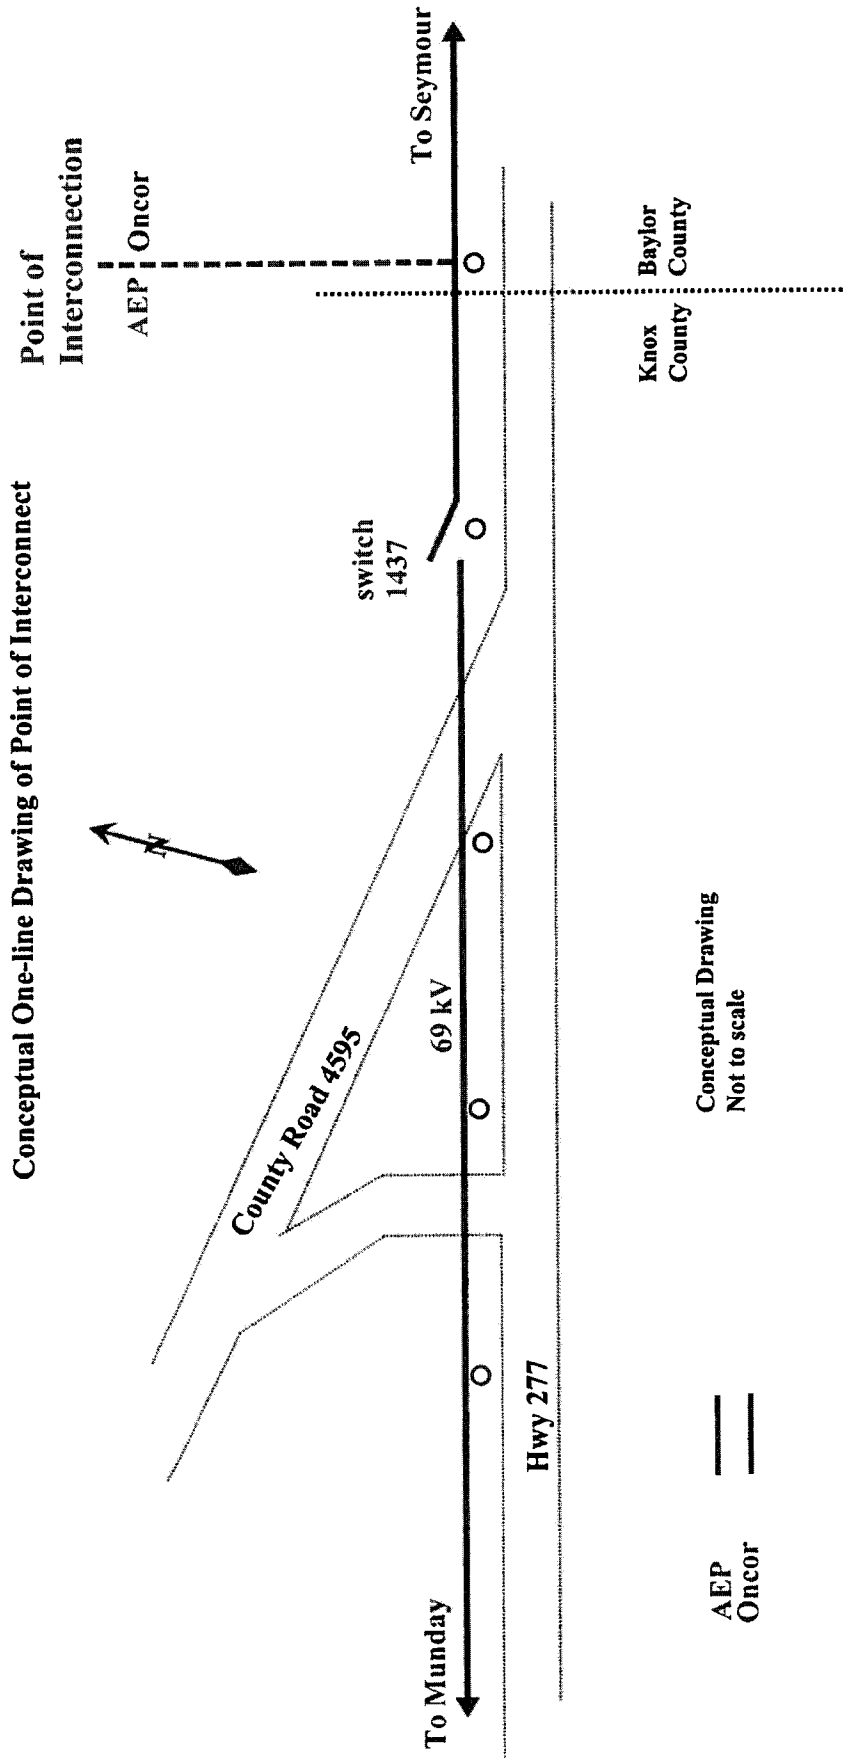 Conceptual One-line Drawing of Point of Interconnect
Point of
Interconnection
AEP Oncor
N
County Road 4595
switch
1437
To Munday
69 kV
To Seymour
Hwy 277
Knox
County
Baylor
County
Conceptual Drawing
Not to scale
AEP
Oncor